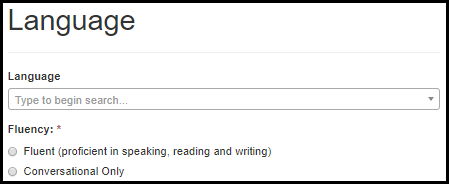 Language
Language
Type to begin search...
Fluency: *
Fluent (proficient in speaking, reading and writing)
Conversational Only